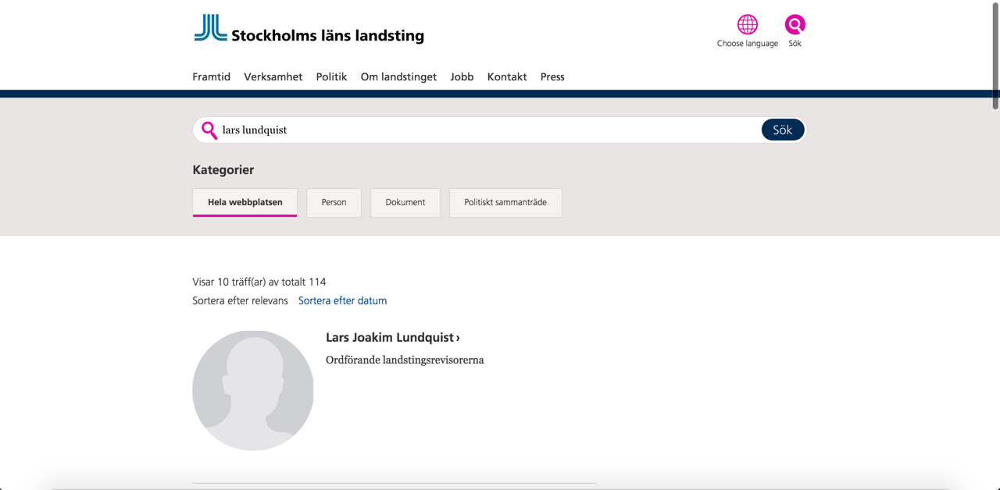 Stockholms läns landsting
Choose language
Sök
Framtid Verksamhet Politik Om landstinget Jobb Kontakt Press
lars lundquist
Sök
Kategorier
Hela webbplatsen Person Dokument Politiskt sammanträde
Visar 10 träff(ar) av totalt 114
Sortera efter relevans Sortera efter datum
Lars Joakim Lundquist ›
Ordförande landstingsrevisorerna